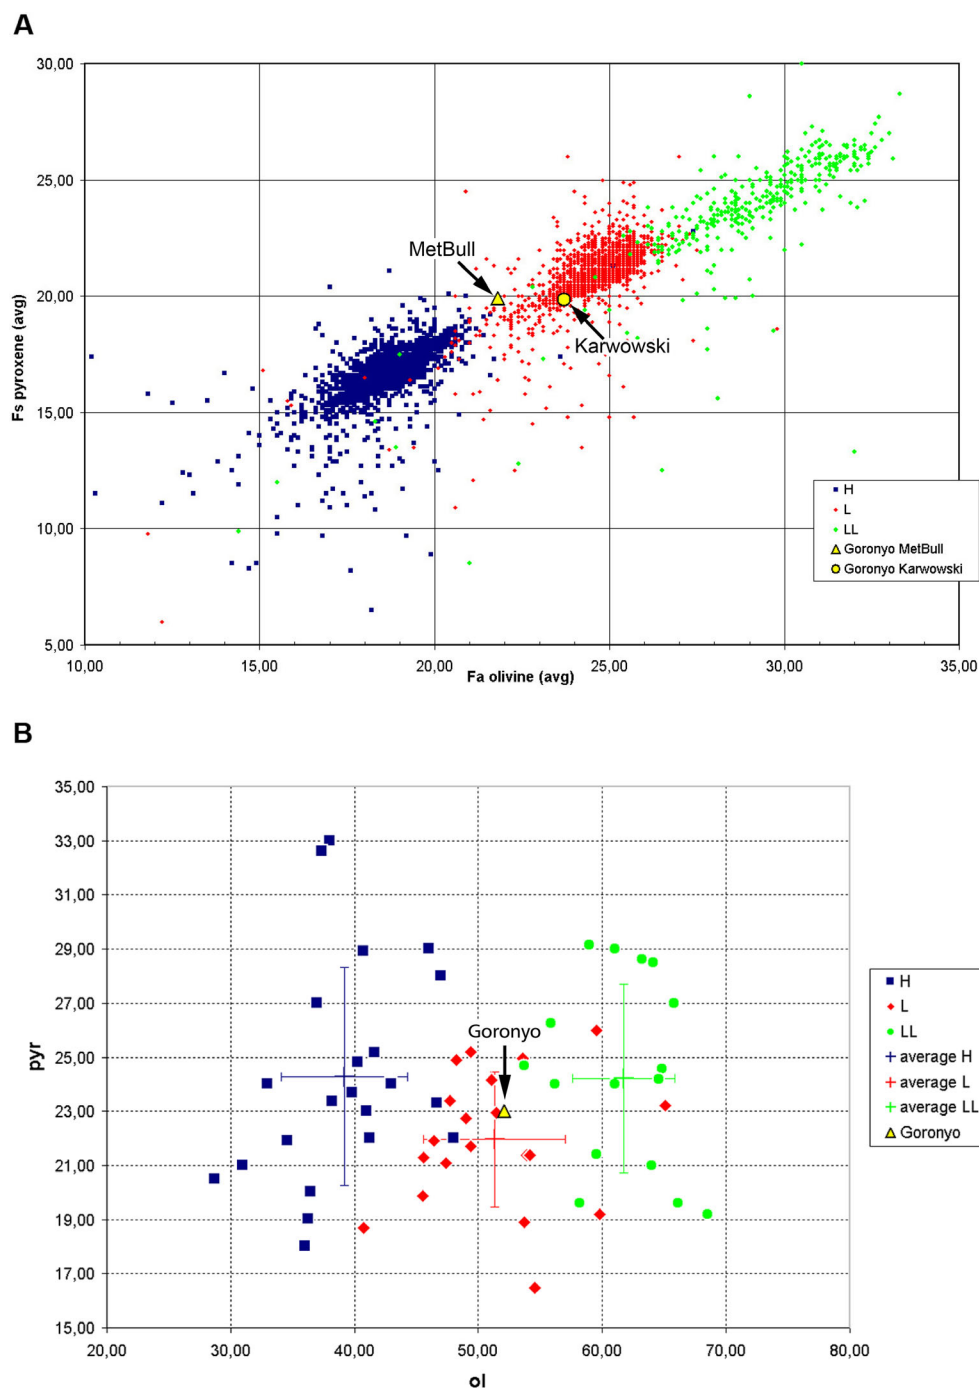 A
30,00
25,00
20,00
15,00
10,00
5,00
Fs pyroxene (avg)
MetBull
Karwowski
H
L
LL
Goronyo MetBull
Goronyo Karwowski
10,00 15,00 20,00 25,00 30,00 35,00
Fa olivine (avg)
B
35,00
33,00
31,00
29,00
27,00
25,00
23,00
21,00
19,00
17,00
15,00
pyr
Goronyo
H
L
LL
average H
average L
average LL
Goronyo
20,00 30,00 40,00 50,00 60,00 70,00 80,00
ol